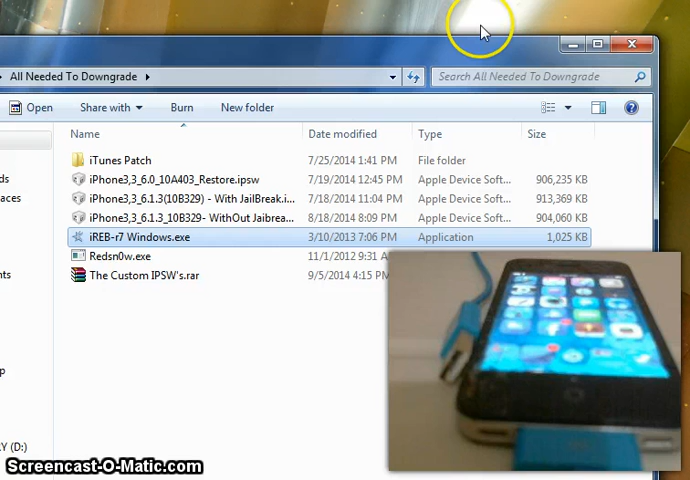 All Needed To Downgrade
Search All Needed To Downgrade
Open Share with Burn New folder
Name Date modified Type Size
iTunes Patch 7/25/2014 1:41 PM File folder
iPhone3,3_6.0_10A403_Restore.ipsw 7/19/2014 12:45 PM Apple Device Soft... 906,235 KB
iPhone3,3_6.1.3(10B329) - With JailBreak.i... 7/18/2014 11:04 PM Apple Device Soft... 913,369 KB
iPhone3,3_6.1.3_10B329- WithOut Jailbrea... 8/18/2014 8:09 PM Apple Device Soft... 904,060 KB
iREB-r7 Windows.exe 3/10/2013 7:06 PM Application 1,025 KB
Redsn0w.exe 11/1/2012 9:31 A
The Custom IPSW's.rar 9/5/2014 4:15 PM
ds
aces
nts
p
Y (D:)
Screencast-O-Matic.com